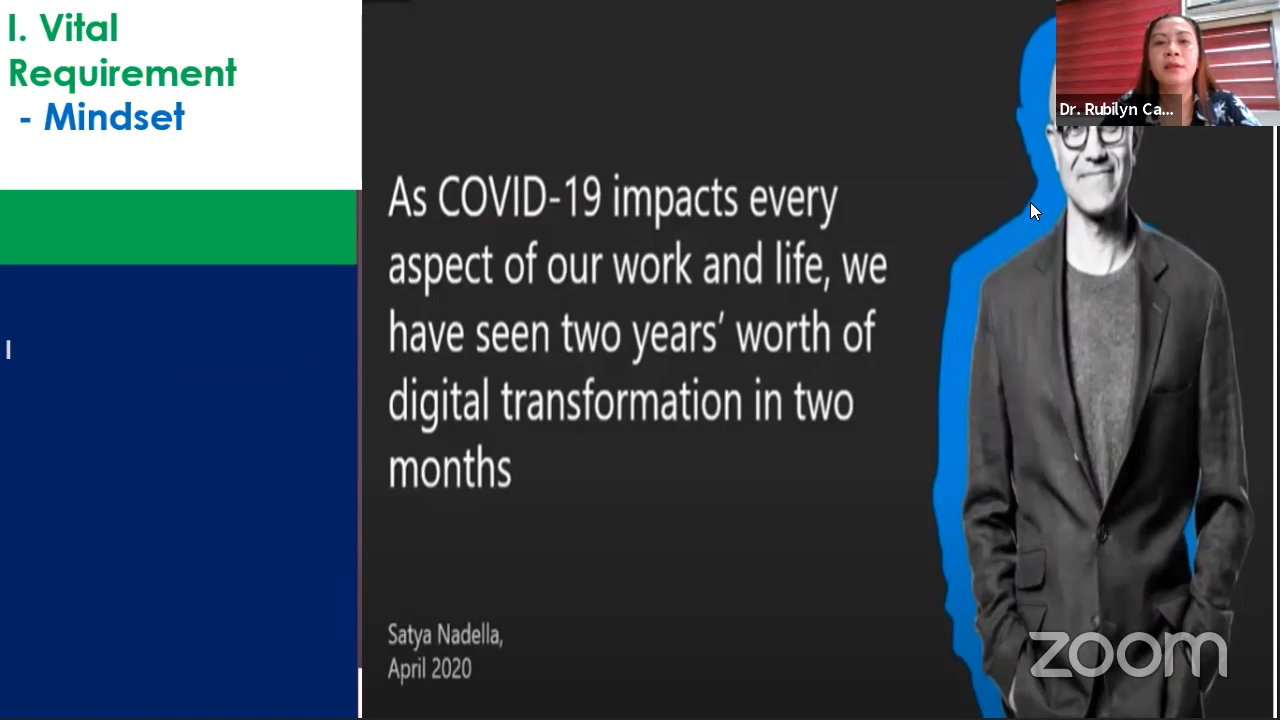 I. Vital
Requirement
- Mindset
As COVID-19 impacts every
aspect of our work and life, we
have seen two years’ worth of
digital transformation in two
months
Satya Nadella,
April 2020
Dr. Rubilyn Ca...
zoom